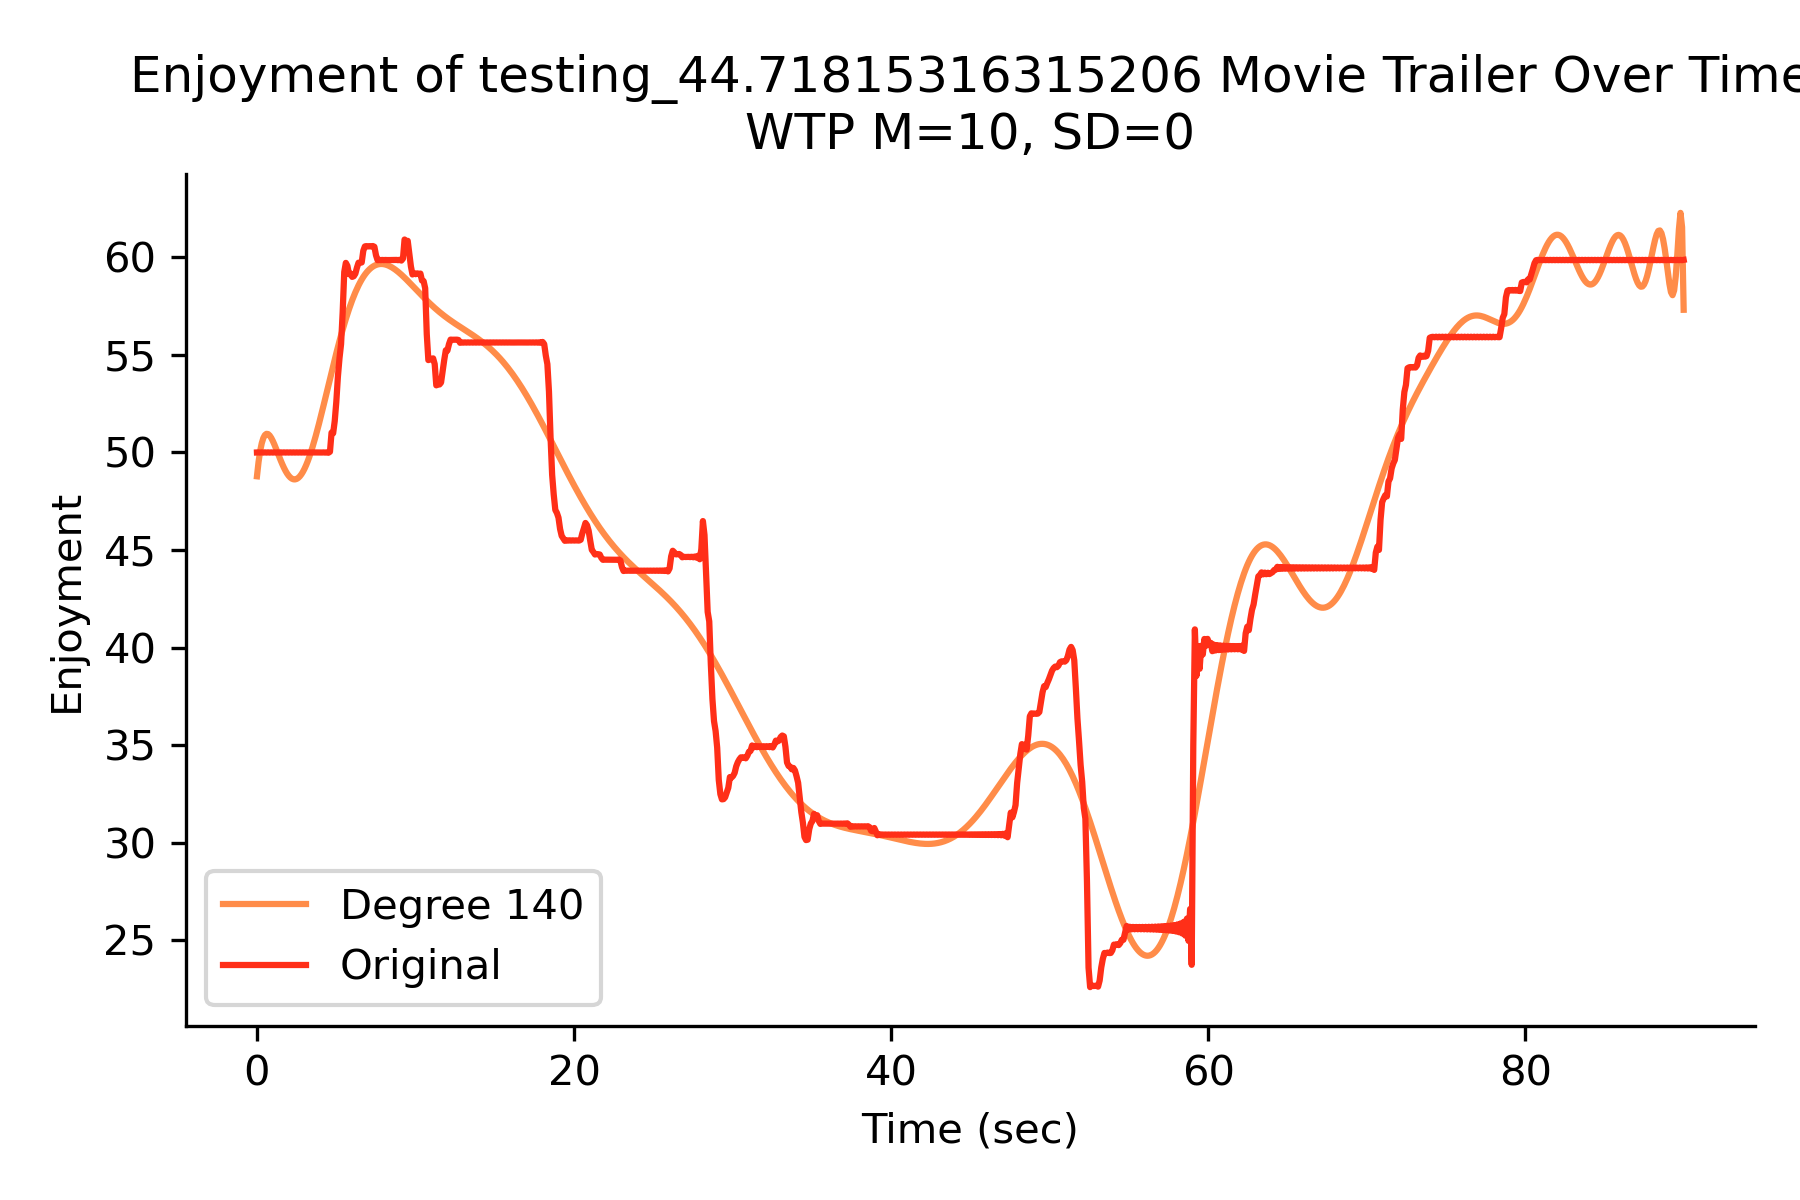 Enjoyment of testing_44.71815316315206 Movie Trailer Over Time
WTP M=10, SD=0
Enjoyment
60
55
50
45
40
35
30
25
Degree 140
Original
0 20 40 60 80
Time (sec)